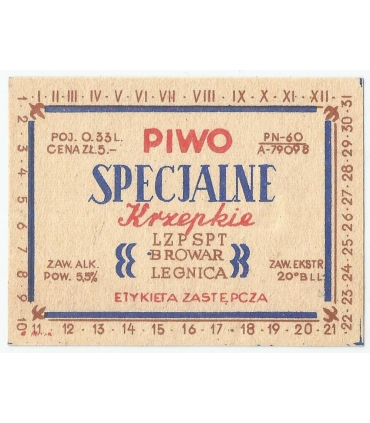 I · II · III · IV · V · VI · VII · VIII · IX · X · XI · XII
1 2 3 4 5 6 7 8 9 10
POJ. 0.33 L.
CENA ZŁ 5.-
PIWO
PN-60
A-79098
SPECJALNE
Krzepkie
LZPSPT
BROWAR
LEGNICA
ZAW. ALK.
POW. 5,5%
ZAW. EKSTR.
20° BLL.
ETYKIETA ZASTĘPCZA
11 · 12 · 13 · 14 · 15 · 16 · 17 · 18 · 19 · 20 · 21
22-23-24-25-26-27-28-29-30-31